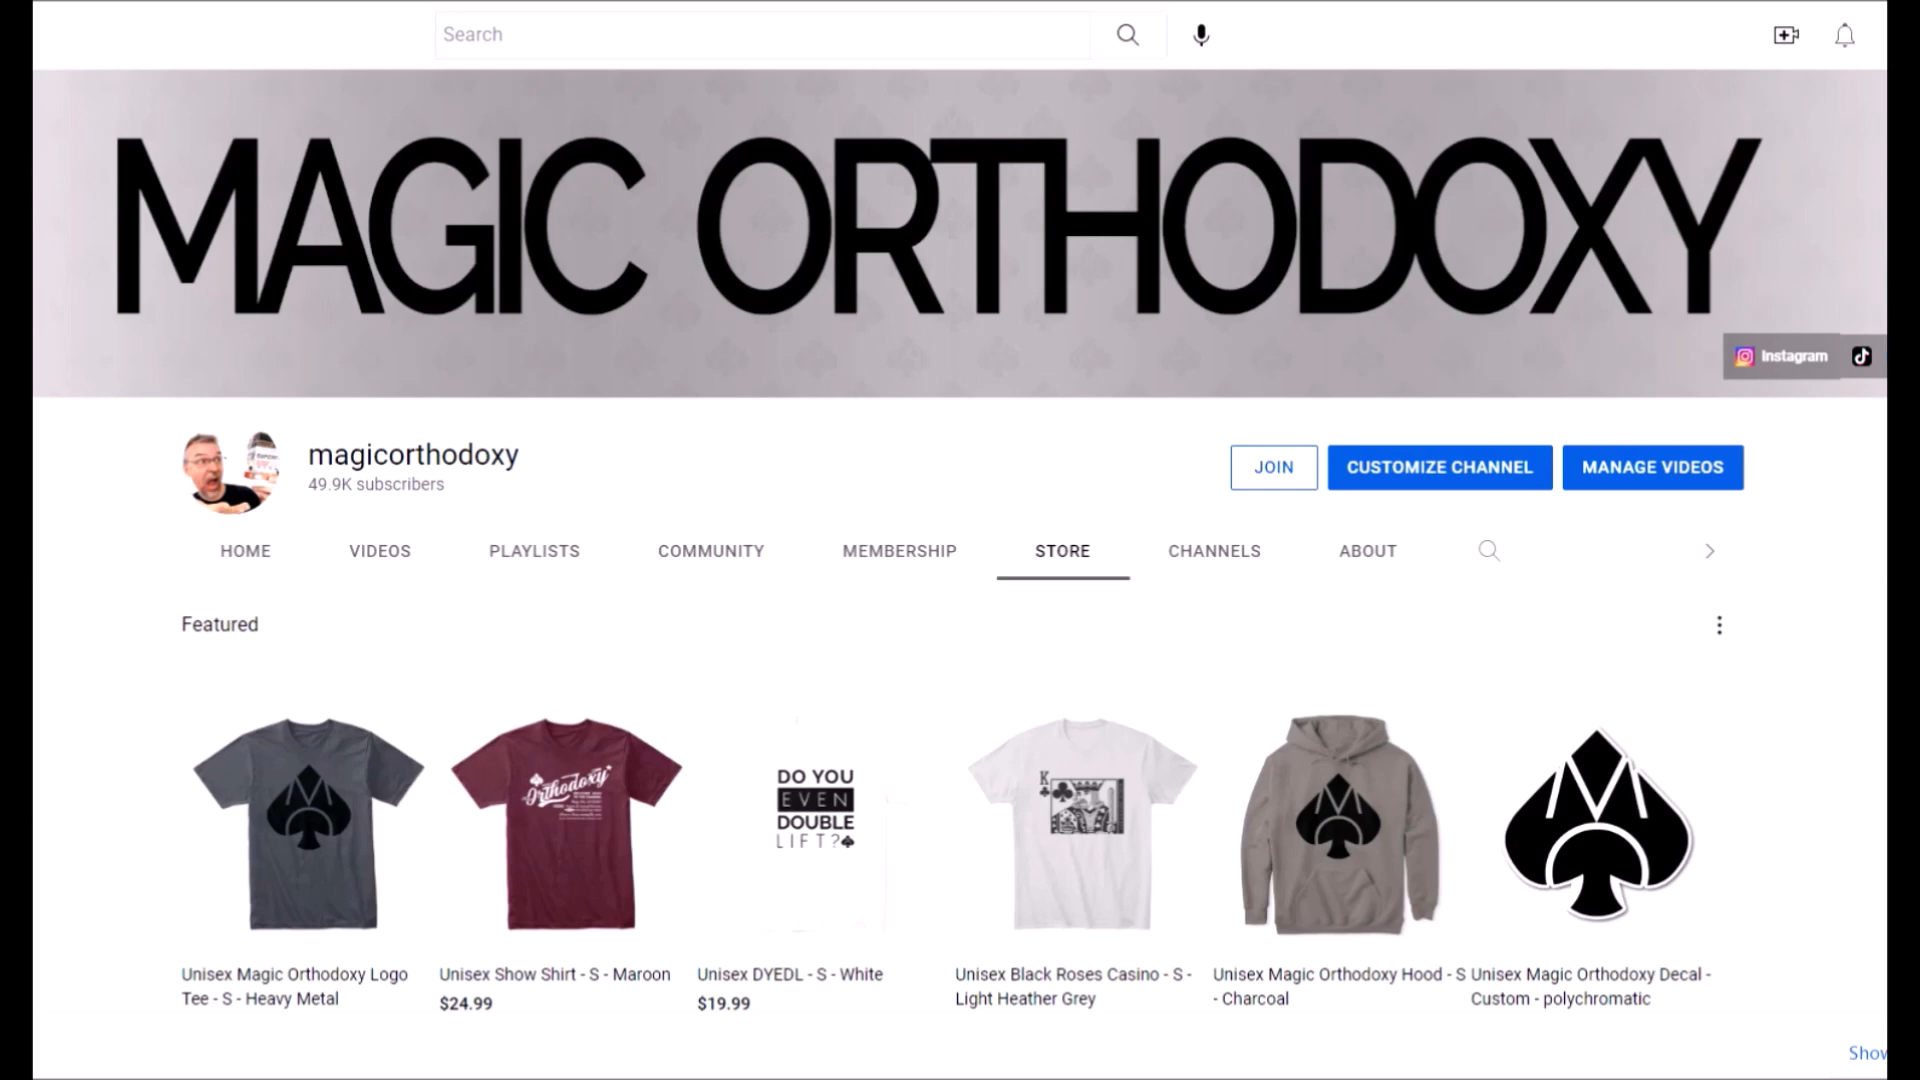 Search
MAGIC ORTHODOXY
Instagram
magicorthodoxy
49.9K subscribers
JOIN
CUSTOMIZE CHANNEL
MANAGE VIDEOS
HOME
VIDEOS
PLAYLISTS
COMMUNITY
MEMBERSHIP
STORE
CHANNELS
ABOUT
Featured
Orthodoxy
DO YOU
EVEN
DOUBLE
LIFT?
K
Unisex Magic Orthodoxy Logo
Tee - S - Heavy Metal
Unisex Show Shirt - S - Maroon
$24.99
Unisex DYEDL - S - White
$19.99
Unisex Black Roses Casino - S -
Light Heather Grey
Unisex Magic Orthodoxy Hood - S
- Charcoal
Unisex Magic Orthodoxy Decal -
Custom - polychromatic
Show